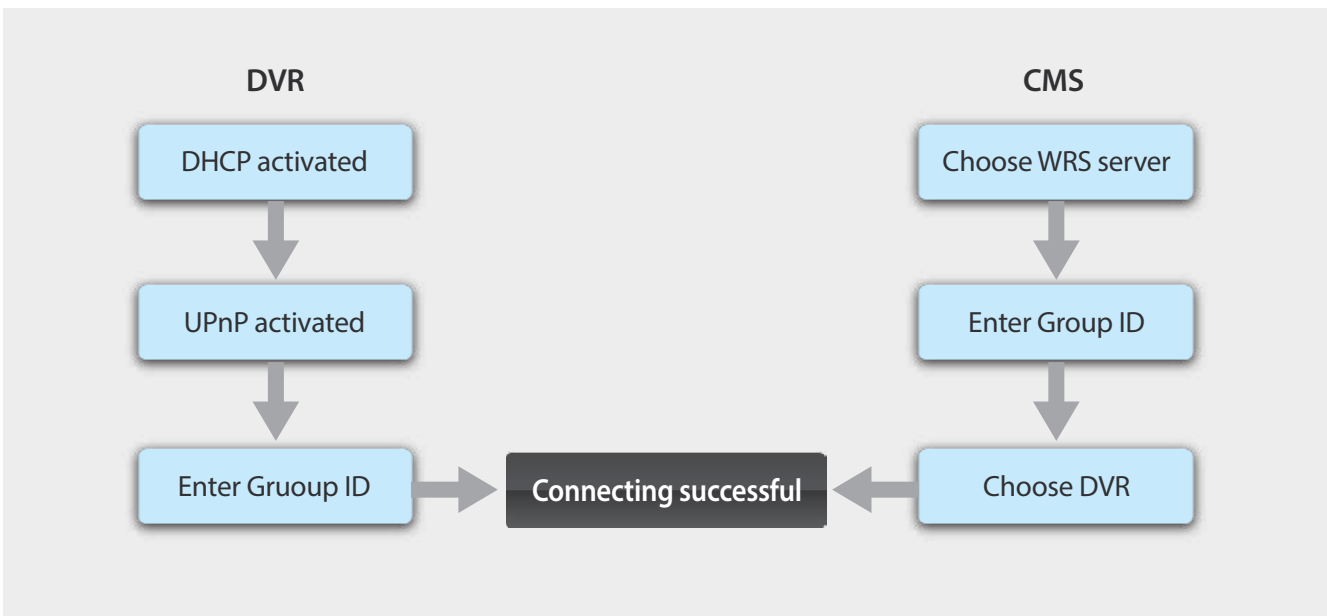 DVR
CMS
DHCP activated
Choose WRS server
UPnP activated
Enter Group ID
Enter Gruoup ID
Connecting successful
Choose DVR